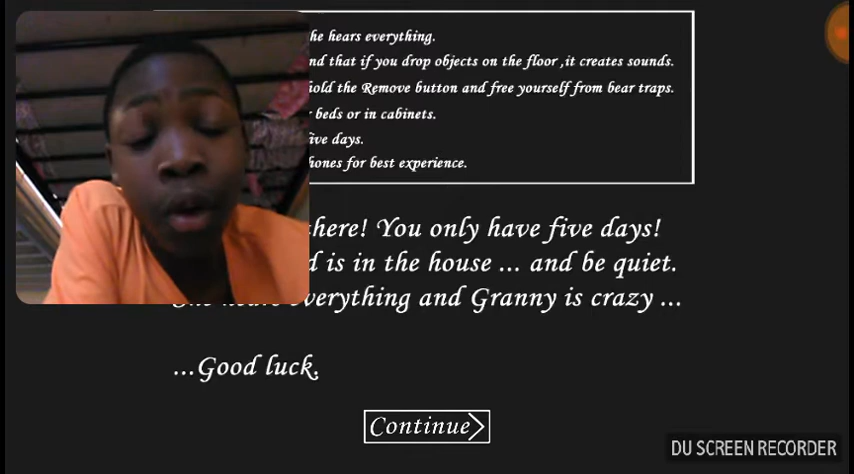 he hears everything.
nd that if you drop objects on the floor ,it creates sounds.
hold the Remove button and free yourself from bear traps.
beds or in cabinets.
five days.
hones for best experience.
there! You only have five days!
d is in the house ... and be quiet.
everything and Granny is crazy ...
...Good luck.
Continue
DU SCREEN RECORDER